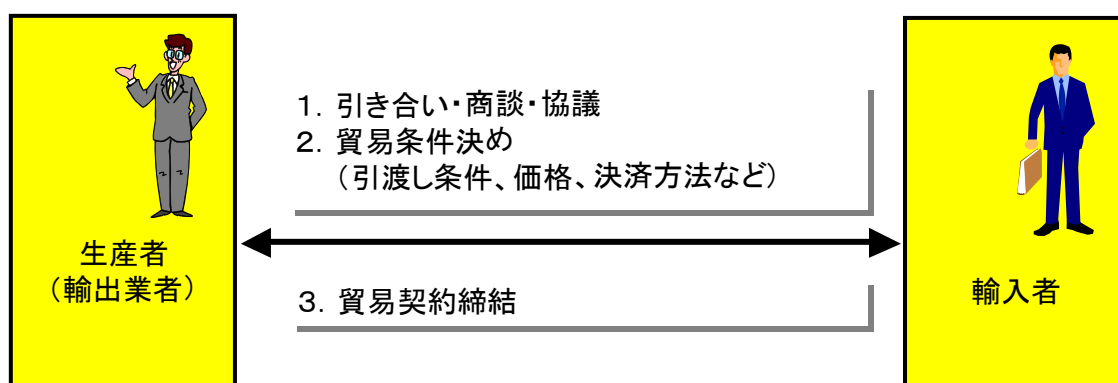 １．引き合い・商談・協議
２．貿易条件決め
（引渡し条件、価格、決済方法など）
生産者
（輸出業者）
３．貿易契約締結
輸入者